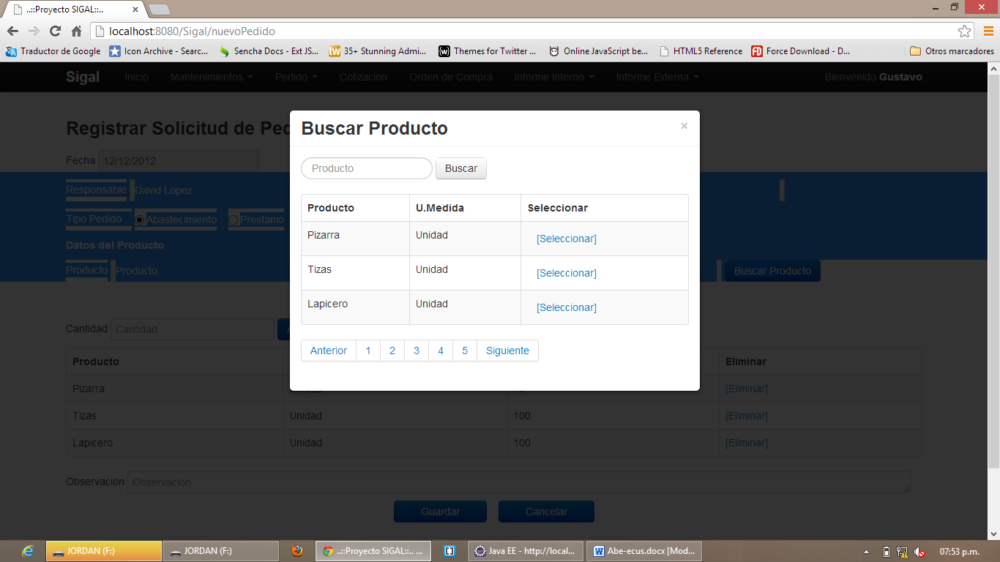 ..::Proyecto SIGAL::..
localhost:8080/Sigal/nuevoPedido
Traductor de Google Icon Archive - Searc... Sencha Docs - Ext JS... 35+ Stunning Admi... Themes for Twitter ... Online JavaScript be... HTML5 Reference Force Download - D... Otros marcadores
Sigal Inicio Mantenimientos Pedido Cotizacion Orden de Compra Informe Interno Informe Externa Bienvenido Gustavo
Registrar Solicitud de Ped
Buscar Producto ×
Fecha 12/12/2012
Producto Buscar
Responsable David Lopez
Tipo Pedido Abastecimiento Prestamo
Datos del Producto
Producto Producto Buscar Producto
Producto U.Medida Seleccionar
Pizarra Unidad [Seleccionar]
Tizas Unidad [Seleccionar]
Lapicero Unidad [Seleccionar]
Anterior 1 2 3 4 5 Siguiente
Cantidad Cantidad
Producto Eliminar
Pizarra [Eliminar]
Tizas Unidad 100 [Eliminar]
Lapicero Unidad 100 [Eliminar]
Observacion Observacion
Guardar Cancelar
JORDAN (F:) JORDAN (F:) ..::Proyecto SIGAL::.. ... Java EE - http://local... Abe-ecus.docx [Mod... 07:53 p.m.